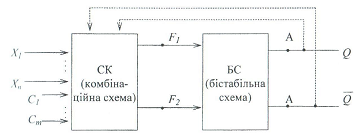 X₁
⋮
Xₙ
C₁
⋮
Cₘ
СК
(комбіна-
ційна схема)
F₁
F₂
БС
(бістабільна
схема)
A
Q
A
Q̅